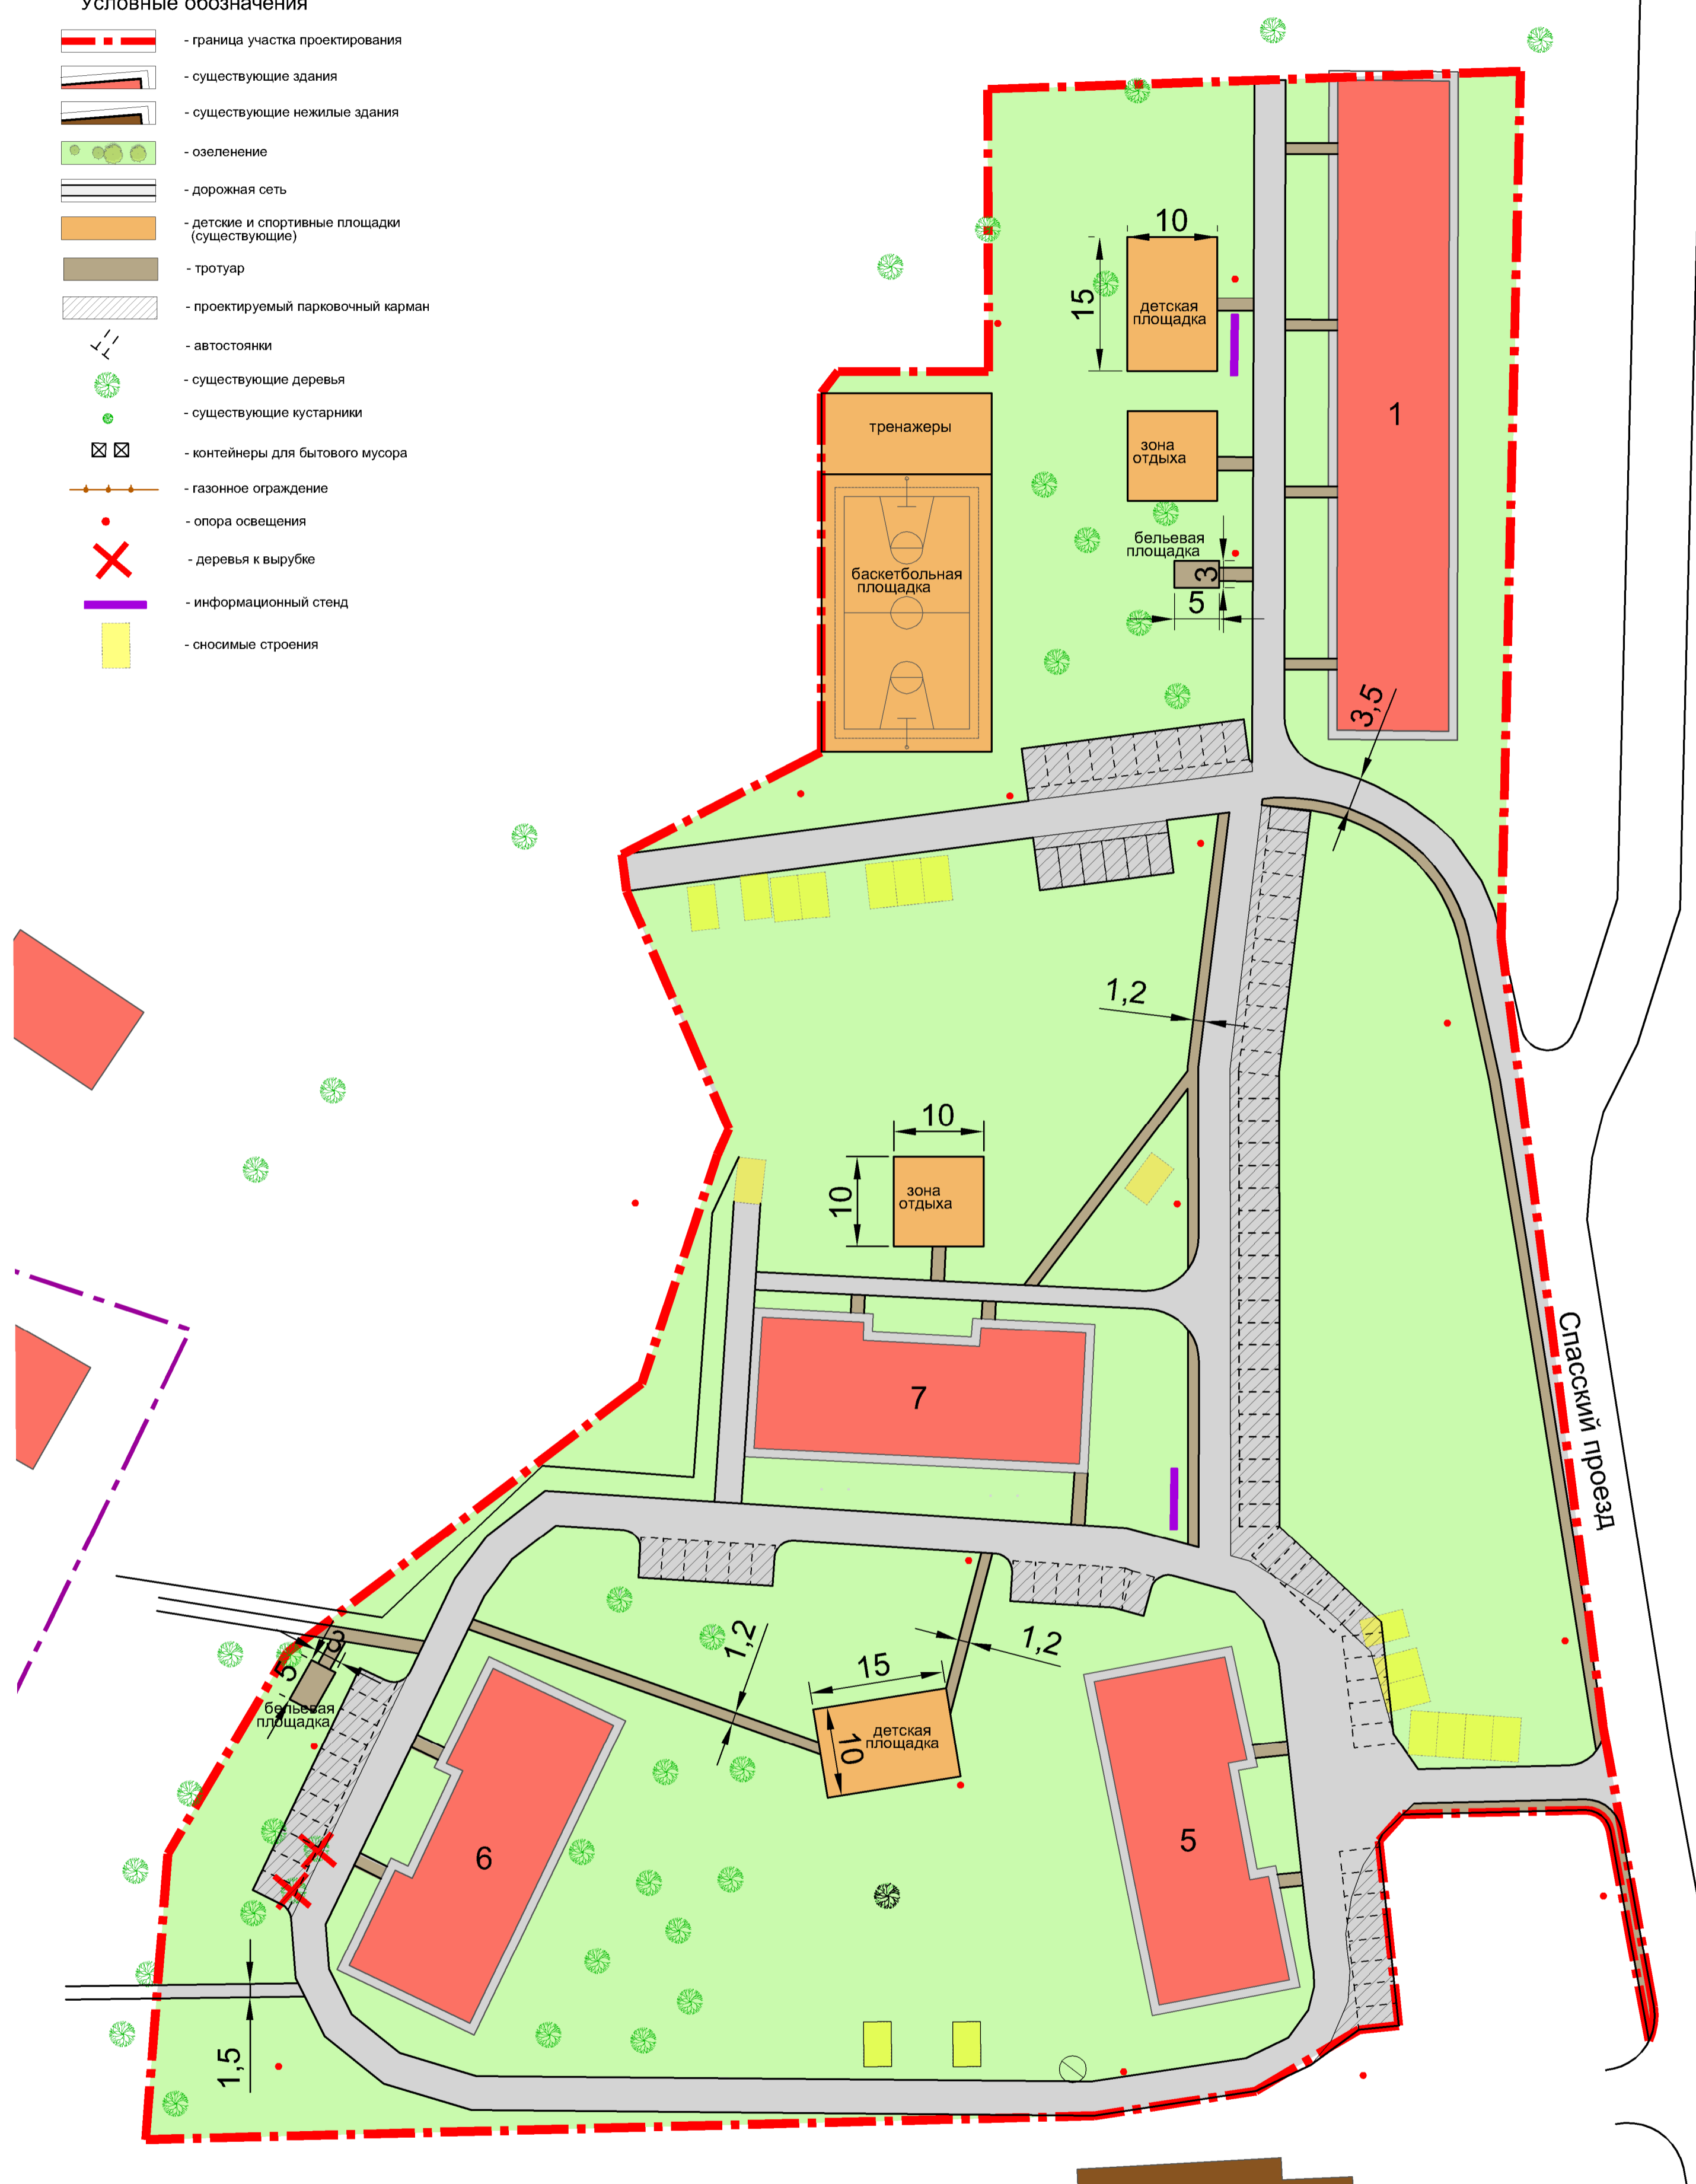 Условные обозначения
- граница участка проектирования
- существующие здания
- существующие нежилые здания
- озеленение
- дорожная сеть
- детские и спортивные площадки
(существующие)
- тротуар
- проектируемый парковочный карман
- автостоянки
- существующие деревья
- существующие кустарники
- контейнеры для бытового мусора
- газонное ограждение
- опора освещения
- деревья к вырубке
- информационный стенд
- сносимые строения
10
15
детская
площадка
1
тренажеры
зона
отдыха
бельевая
площадка
3
5
баскетбольная
площадка
3,5
1,2
10
10
зона
отдыха
7
Спасский проезд
3
5
бельевая
площадка
1,2
1,2
15
10
детская
площадка
6
5
1,5